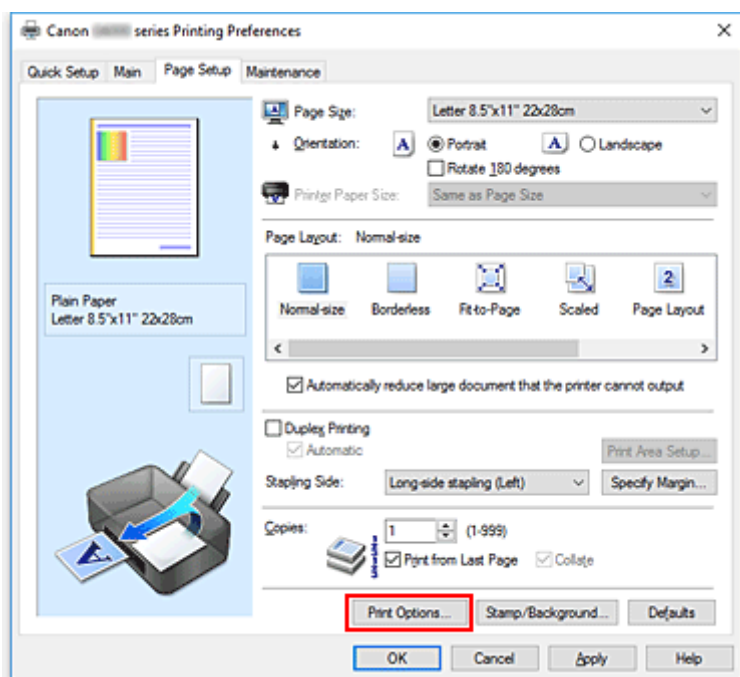 Canon series Printing Preferences
Quick Setup Main Page Setup Maintenance
Page Size: Letter 8.5"x11" 22x28cm
Orientation: A Portrait A Landscape
Rotate 180 degrees
Printer Paper Size: Same as Page Size
Page Layout: Normal-size
2
Normal-size Borderless Fit-to-Page Scaled Page Layout
Plain Paper
Letter 8.5"x11" 22x28cm
Automatically reduce large document that the printer cannot output
Duplex Printing
Automatic
Print Area Setup...
Stapling Side: Long-side stapling (Left) Specify Margin...
Copies: 1 (1-999)
Print from Last Page Collate
A
Print Options... Stamp/Background... Defaults
OK Cancel Apply Help